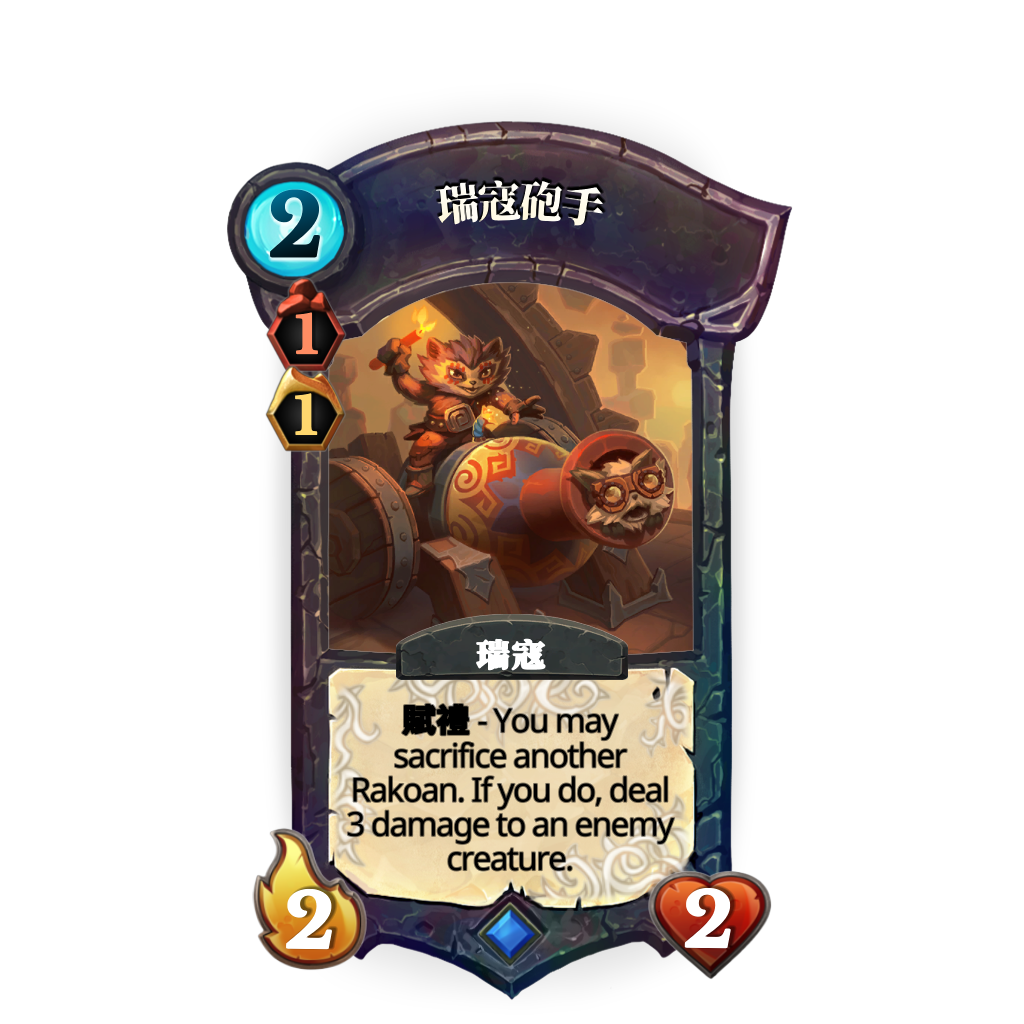 2
瑞寇砲手
1
1
瑞寇
賦禮 - You may
sacrifice another
Rakoan. If you do, deal
3 damage to an enemy
creature.
2
2